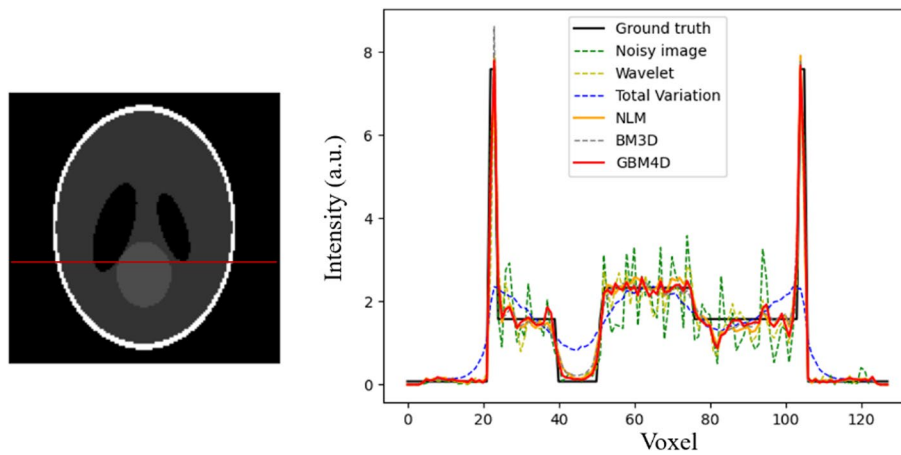 Ground truth
Noisy image
Wavelet
Total Variation
NLM
BM3D
GBM4D
Intensity (a.u.)
8
6
4
2
0
0 20 40 60 80 100 120
Voxel